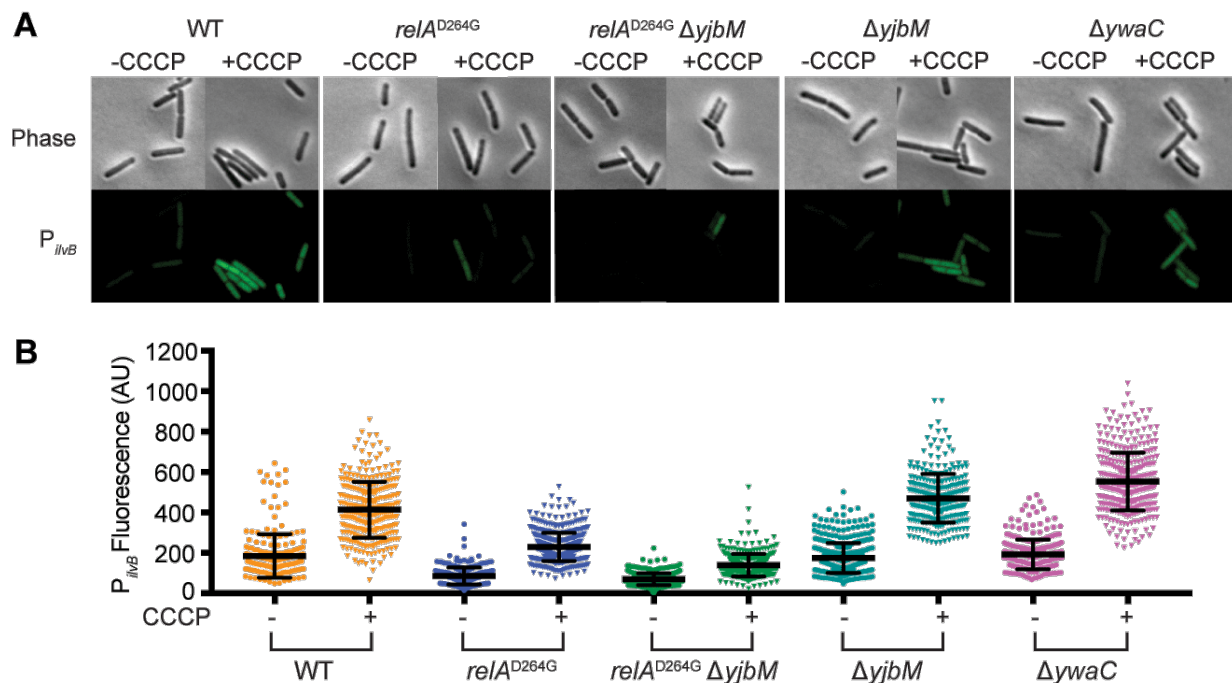 A
WT relA^D264G relA^D264G ΔyjbM ΔyjbM ΔywaC
-CCCP +CCCP -CCCP +CCCP -CCCP +CCCP -CCCP +CCCP -CCCP +CCCP
Phase
P_ilvB
B
P_ilvB Fluorescence (AU)
1200
1000
800
600
400
200
0
CCCP - + - + - + - + - +
WT relA^D264G relA^D264G ΔyjbM ΔyjbM ΔywaC